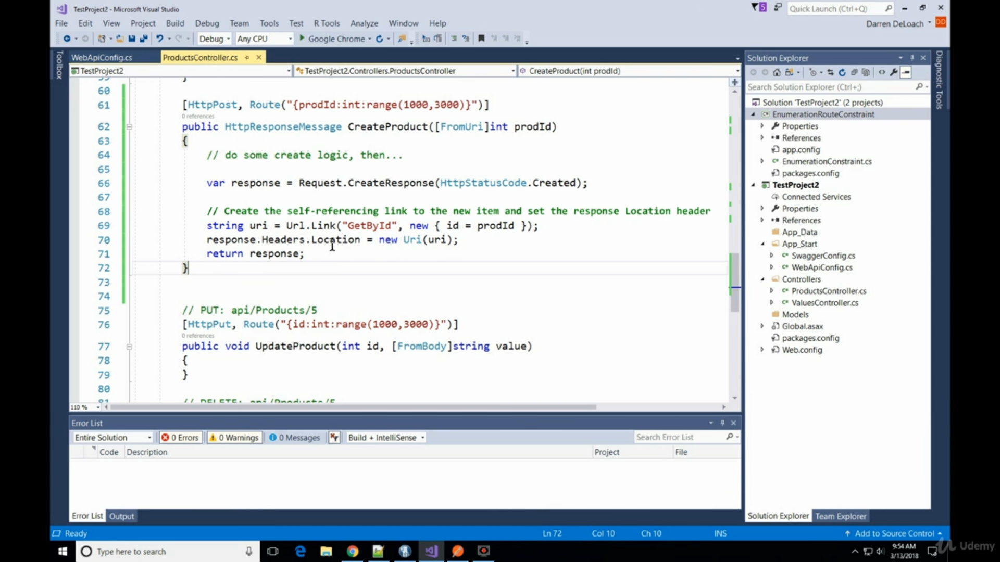 TestProject2 - Microsoft Visual Studio
5
Quick Launch (Ctrl+Q)
File Edit View Project Build Debug Team Tools Test R Tools Analyze Window Help
Darren DeLoach DD
Debug Any CPU Google Chrome
Toolbox
WebApiConfig.cs ProductsController.cs
TestProject2 TestProject2.Controllers.ProductsController CreateProduct(int prodId)
60
61 [HttpPost, Route("{prodId:int:range(1000,3000)}")]
0 references
62 public HttpResponseMessage CreateProduct([FromUri]int prodId)
63 {
64 // do some create logic, then...
65
66 var response = Request.CreateResponse(HttpStatusCode.Created);
67
68 // Create the self-referencing link to the new item and set the response Location header
69 string uri = Url.Link("GetById", new { id = prodId });
70 response.Headers.Location = new Uri(uri);
71 return response;
72 }
73
74
75 // PUT: api/Products/5
76 [HttpPut, Route("{id:int:range(1000,3000)}")]
0 references
77 public void UpdateProduct(int id, [FromBody]string value)
78 {
79 }
80
81 // DELETE: api/Products/5
110 %
Error List
Entire Solution 0 Errors 0 Warnings 0 Messages Build + IntelliSense Search Error List
Code Description Project File
Error List Output
Solution Explorer
Search Solution Explorer (Ctrl+;)
Solution 'TestProject2' (2 projects)
EnumerationRouteConstraint
Properties
References
app.config
EnumerationConstraint.cs
packages.config
TestProject2
Connected Services
Properties
References
App_Data
App_Start
SwaggerConfig.cs
WebApiConfig.cs
Controllers
ProductsController.cs
ValuesController.cs
Models
Global.asax
packages.config
Web.config
Solution Explorer Team Explorer
Diagnostic Tools
Ready Ln 72 Col 10 Ch 10 INS Add to Source Control
Type here to search
9:54 AM
3/13/2018
Udemy